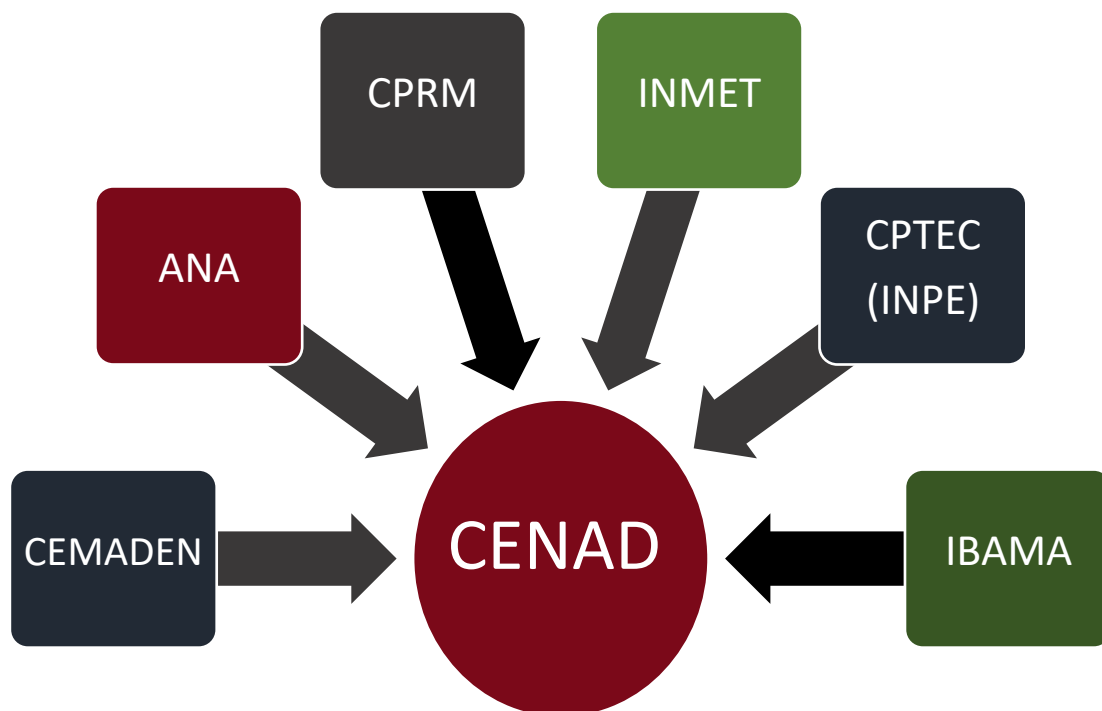 CPRM
INMET
ANA
CPTEC
(INPE)
CEMADEN
CENAD
IBAMA